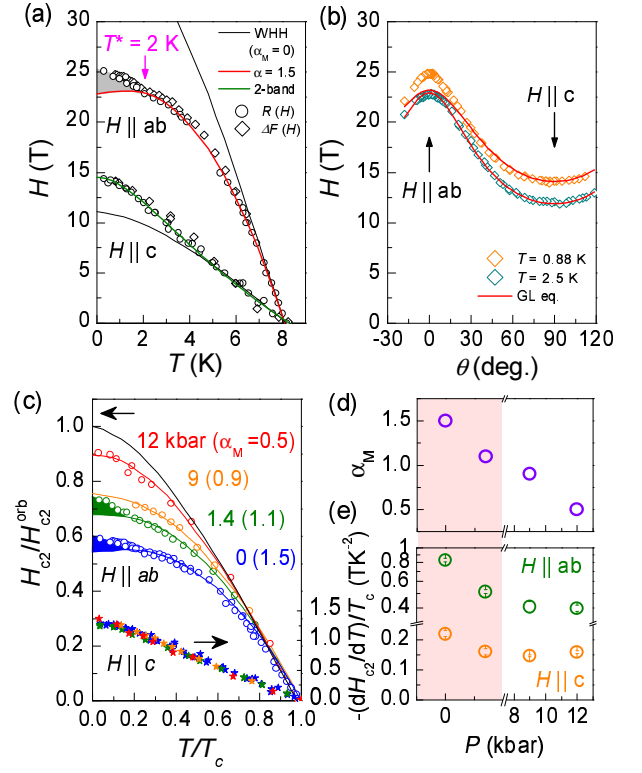 (a)
T* = 2 K
WHH
(αM = 0)
α = 1.5
2-band
R (H)
ΔF (H)
H || ab
H || c
30
25
20
15
10
5
0
H (T)
0 1 2 3 4 5 6 7 8 9
T (K)
(b)
H || c
H || ab
T = 0.88 K
T = 2.5 K
GL eq.
30
25
20
15
10
5
0
H (T)
-30 0 30 60 90 120
θ (deg.)
(c)
12 kbar (αM =0.5)
9 (0.9)
1.4 (1.1)
0 (1.5)
H || ab
H || c
1.0
0.8
0.6
0.4
0.2
0.0
Hc2/Hc2orb
1.5
1.0
0.5
0.0
0.0 0.2 0.4 0.6 0.8 1.0
T/Tc
(d)
1.5
1.0
0.5
αM
(e)
H || ab
H || c
1
0.8
0.4
0.2
0.0
-(dHc2/dT)/Tc (TK-2)
0 8 10 12
P (kbar)